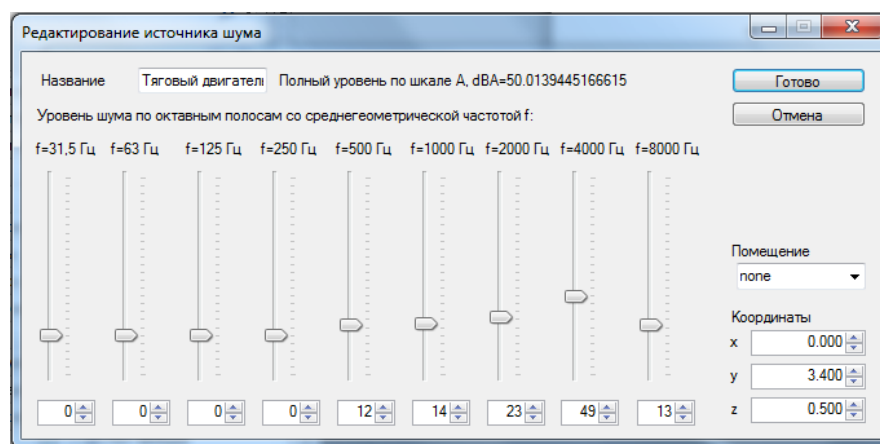 Редактирование источника шума
Название Тяговый двигатель Полный уровень по шкале А, dBA=50.0139445166615 Готово
Уровень шума по октавным полосам со среднегеометрической частотой f: Отмена
f=31,5 Гц f=63 Гц f=125 Гц f=250 Гц f=500 Гц f=1000 Гц f=2000 Гц f=4000 Гц f=8000 Гц
Помещение
none
Координаты
x 0.000
y 3.400
0 0 0 0 12 14 23 49 13 z 0.500